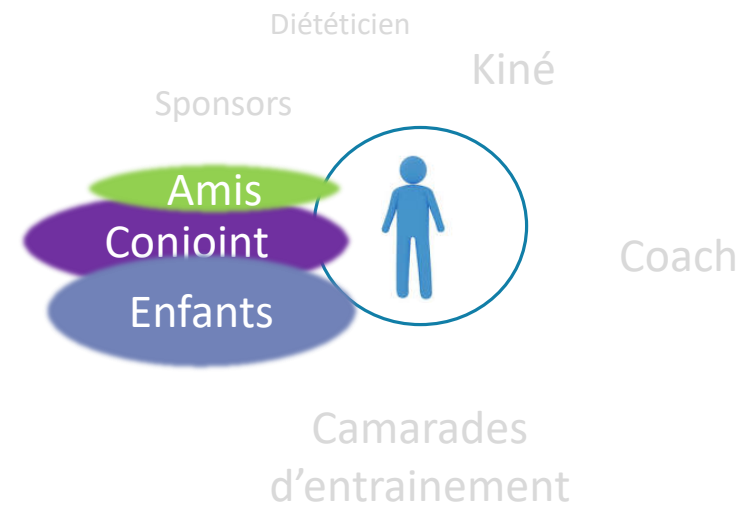 Diététicien
Kiné
Sponsors
Amis
Conjoint
Coach
Enfants
Camarades
d’entrainement